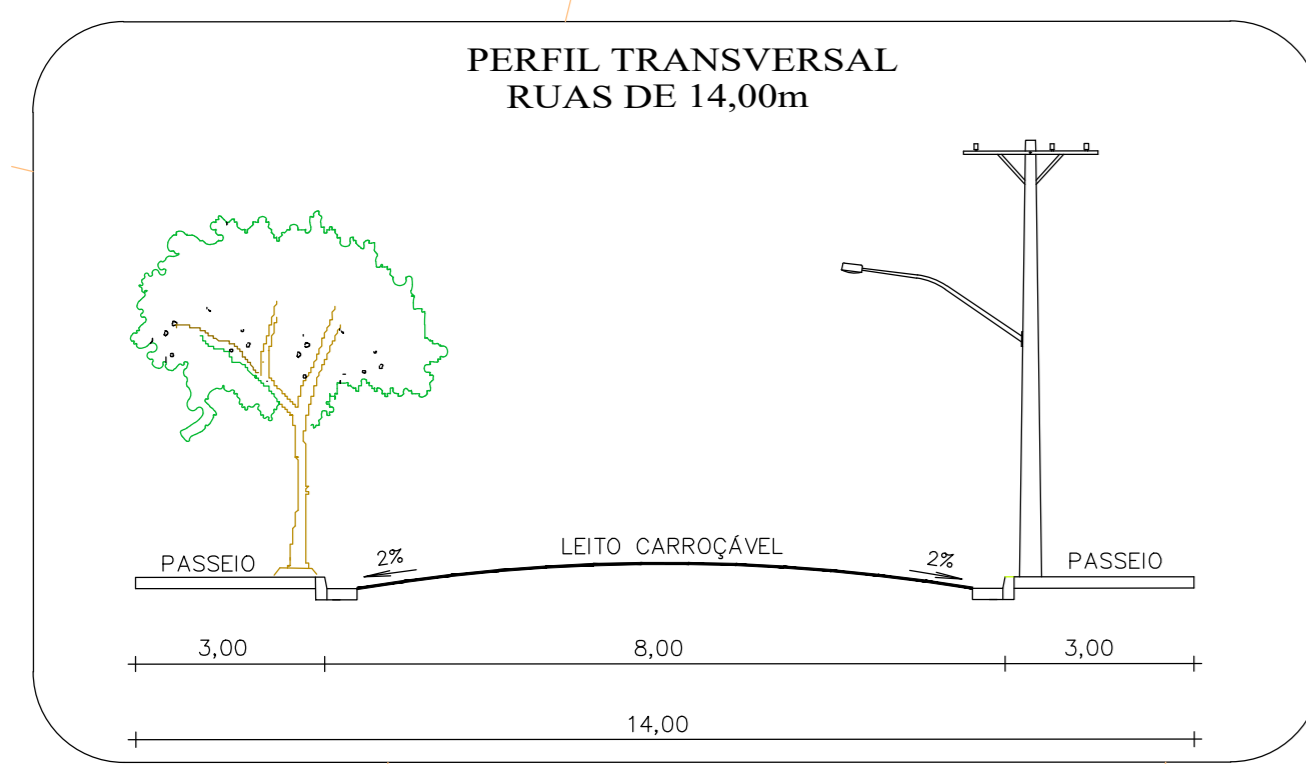 PERFIL TRANSVERSAL
RUAS DE 14,00m
PASSEIO
2%
LEITO CARROÇÁVEL
2%
PASSEIO
3,00
8,00
3,00
14,00